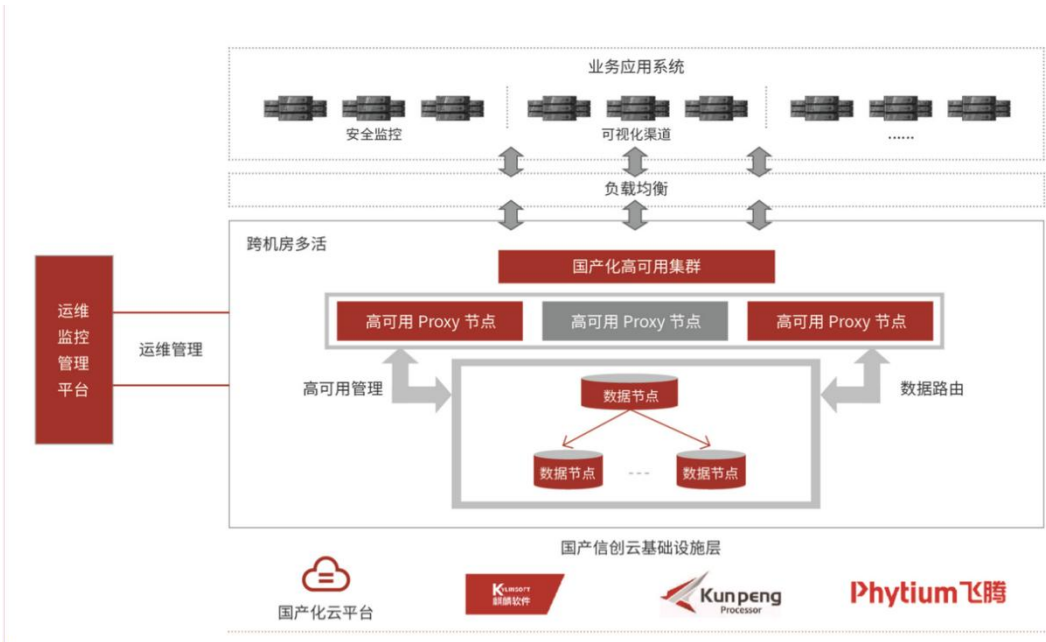 业务应用系统
安全监控
可视化渠道
......
负载均衡
跨机房多活
国产化高可用集群
高可用 Proxy 节点
高可用 Proxy 节点
高可用 Proxy 节点
运维
监控
管理
平台
运维管理
高可用管理
数据路由
数据节点
数据节点
---
数据节点
国产信创云基础设施层
国产化云平台
KYLINSOFT
麒麟软件
Kunpeng
Processor
Phytium飞腾